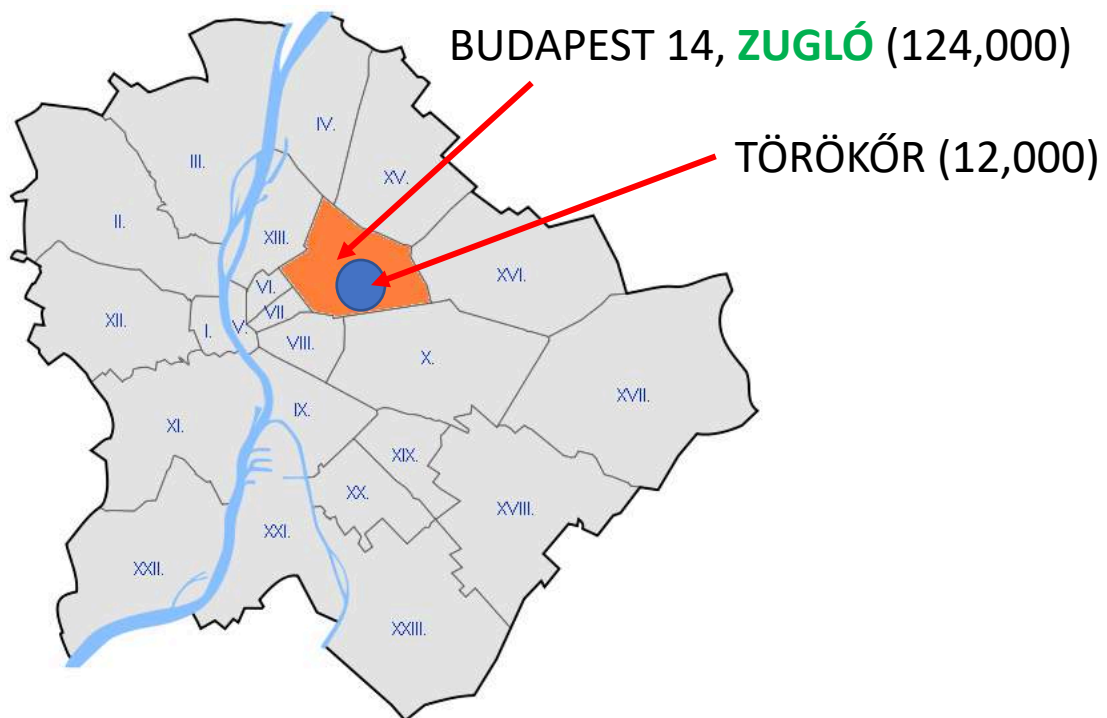 BUDAPEST 14, ZUGLÓ (124,000)
TÖRÖKŐR (12,000)
IV.
III.
XV.
II.
XIII.
XVI.
VI.
XII.
I.
V.
VII
VIII.
X.
XVII.
IX.
XI.
XIX.
XX.
XVIII.
XXI.
XXII.
XXIII.